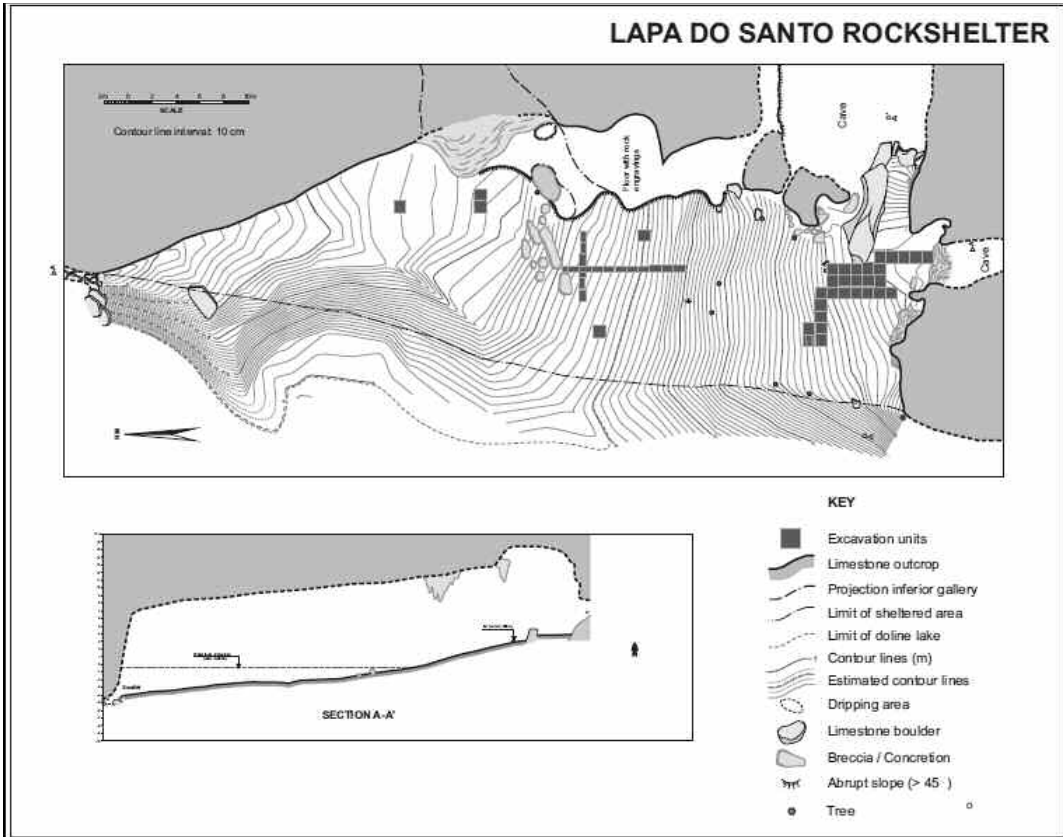 LAPA DO SANTO ROCKSHELTER
SCALE
Contour line interval: 10 cm
Floor with rock
engravings
Cave
Cave
KEY
Excavation units
Limestone outcrop
Projection inferior gallery
Limit of sheltered area
Limit of doline lake
Contour lines (m)
Estimated contour lines
Dripping area
Limestone boulder
Breccia / Concretion
Abrupt slope (> 45 )
Tree
SECTION A-A'